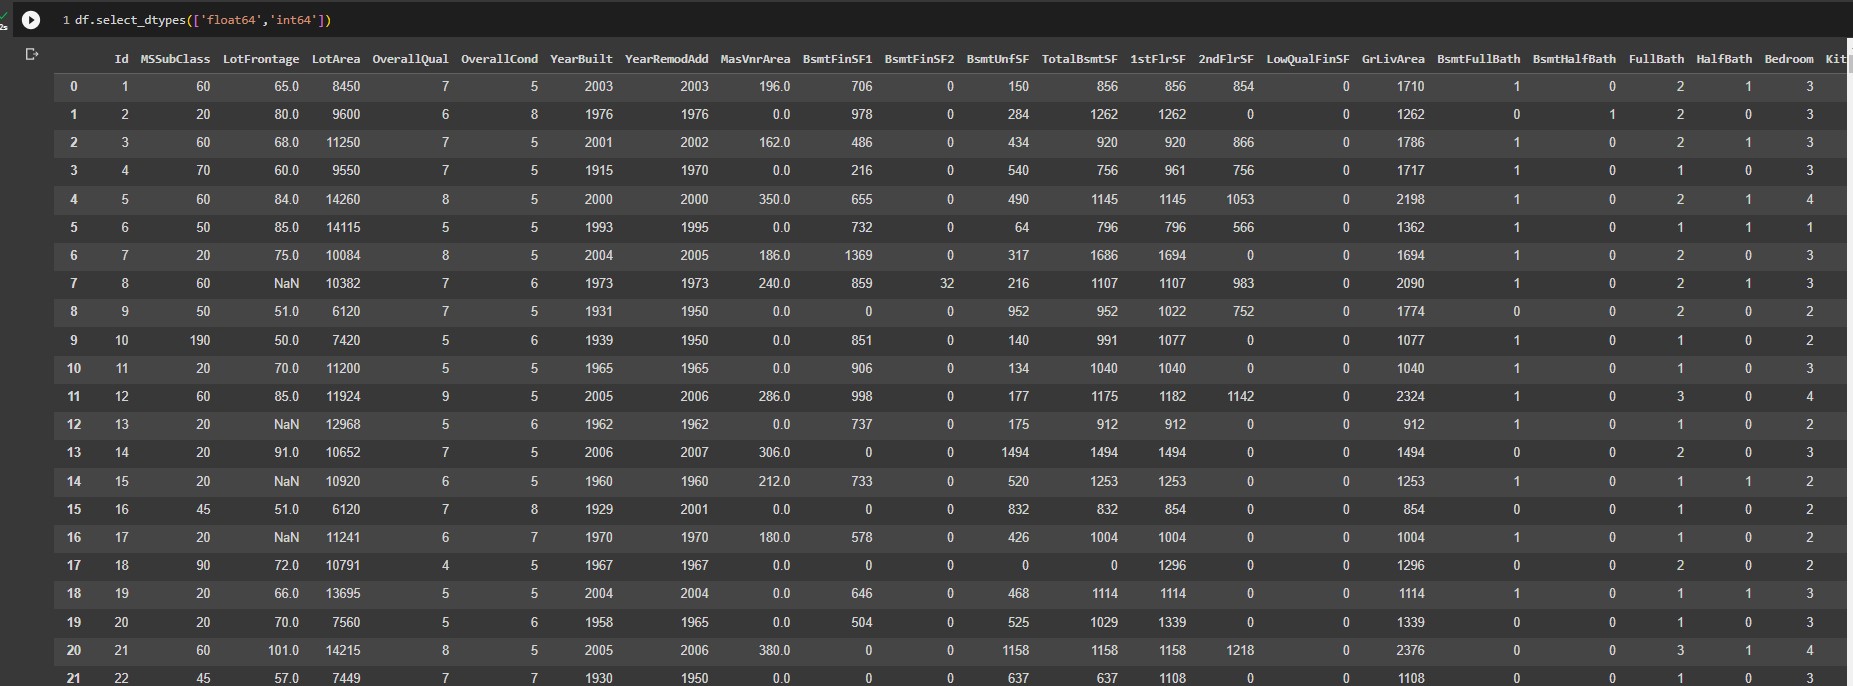 2s
1 df.select_dtypes(['float64','int64'])
Id MSSubClass LotFrontage LotArea OverallQual OverallCond YearBuilt YearRemodAdd MasVnrArea BsmtFinSF1 BsmtFinSF2 BsmtUnfSF TotalBsmtSF 1stFlrSF 2ndFlrSF LowQualFinSF GrLivArea BsmtFullBath BsmtHalfBath FullBath HalfBath Bedroom Kit
0 1 60 65.0 8450 7 5 2003 2003 196.0 706 0 150 856 856 854 0 1710 1 0 2 1 3
1 2 20 80.0 9600 6 8 1976 1976 0.0 978 0 284 1262 1262 0 0 1262 0 1 2 0 3
2 3 60 68.0 11250 7 5 2001 2002 162.0 486 0 434 920 920 866 0 1786 1 0 2 1 3
3 4 70 60.0 9550 7 5 1915 1970 0.0 216 0 540 756 961 756 0 1717 1 0 1 0 3
4 5 60 84.0 14260 8 5 2000 2000 350.0 655 0 490 1145 1145 1053 0 2198 1 0 2 1 4
5 6 50 85.0 14115 5 5 1993 1995 0.0 732 0 64 796 796 566 0 1362 1 0 1 1 1
6 7 20 75.0 10084 8 5 2004 2005 186.0 1369 0 317 1686 1694 0 0 1694 1 0 2 0 3
7 8 60 NaN 10382 7 6 1973 1973 240.0 859 32 216 1107 1107 983 0 2090 1 0 2 1 3
8 9 50 51.0 6120 7 5 1931 1950 0.0 0 0 952 952 1022 752 0 1774 0 0 2 0 2
9 10 190 50.0 7420 5 6 1939 1950 0.0 851 0 140 991 1077 0 0 1077 1 0 1 0 2
10 11 20 70.0 11200 5 5 1965 1965 0.0 906 0 134 1040 1040 0 0 1040 1 0 1 0 3
11 12 60 85.0 11924 9 5 2005 2006 286.0 998 0 177 1175 1182 1142 0 2324 1 0 3 0 4
12 13 20 NaN 12968 5 6 1962 1962 0.0 737 0 175 912 912 0 0 912 1 0 1 0 2
13 14 20 91.0 10652 7 5 2006 2007 306.0 0 0 1494 1494 1494 0 0 1494 0 0 2 0 3
14 15 20 NaN 10920 6 5 1960 1960 212.0 733 0 520 1253 1253 0 0 1253 1 0 1 1 2
15 16 45 51.0 6120 7 8 1929 2001 0.0 0 0 832 832 854 0 0 854 0 0 1 0 2
16 17 20 NaN 11241 6 7 1970 1970 180.0 578 0 426 1004 1004 0 0 1004 1 0 1 0 2
17 18 90 72.0 10791 4 5 1967 1967 0.0 0 0 0 0 1296 0 0 1296 0 0 2 0 2
18 19 20 66.0 13695 5 5 2004 2004 0.0 646 0 468 1114 1114 0 0 1114 1 0 1 1 3
19 20 20 70.0 7560 5 6 1958 1965 0.0 504 0 525 1029 1339 0 0 1339 0 0 1 0 3
20 21 60 101.0 14215 8 5 2005 2006 380.0 0 0 1158 1158 1158 1218 0 2376 0 0 3 1 4
21 22 45 57.0 7449 7 7 1930 1950 0.0 0 0 637 637 1108 0 0 1108 0 0 1 0 3